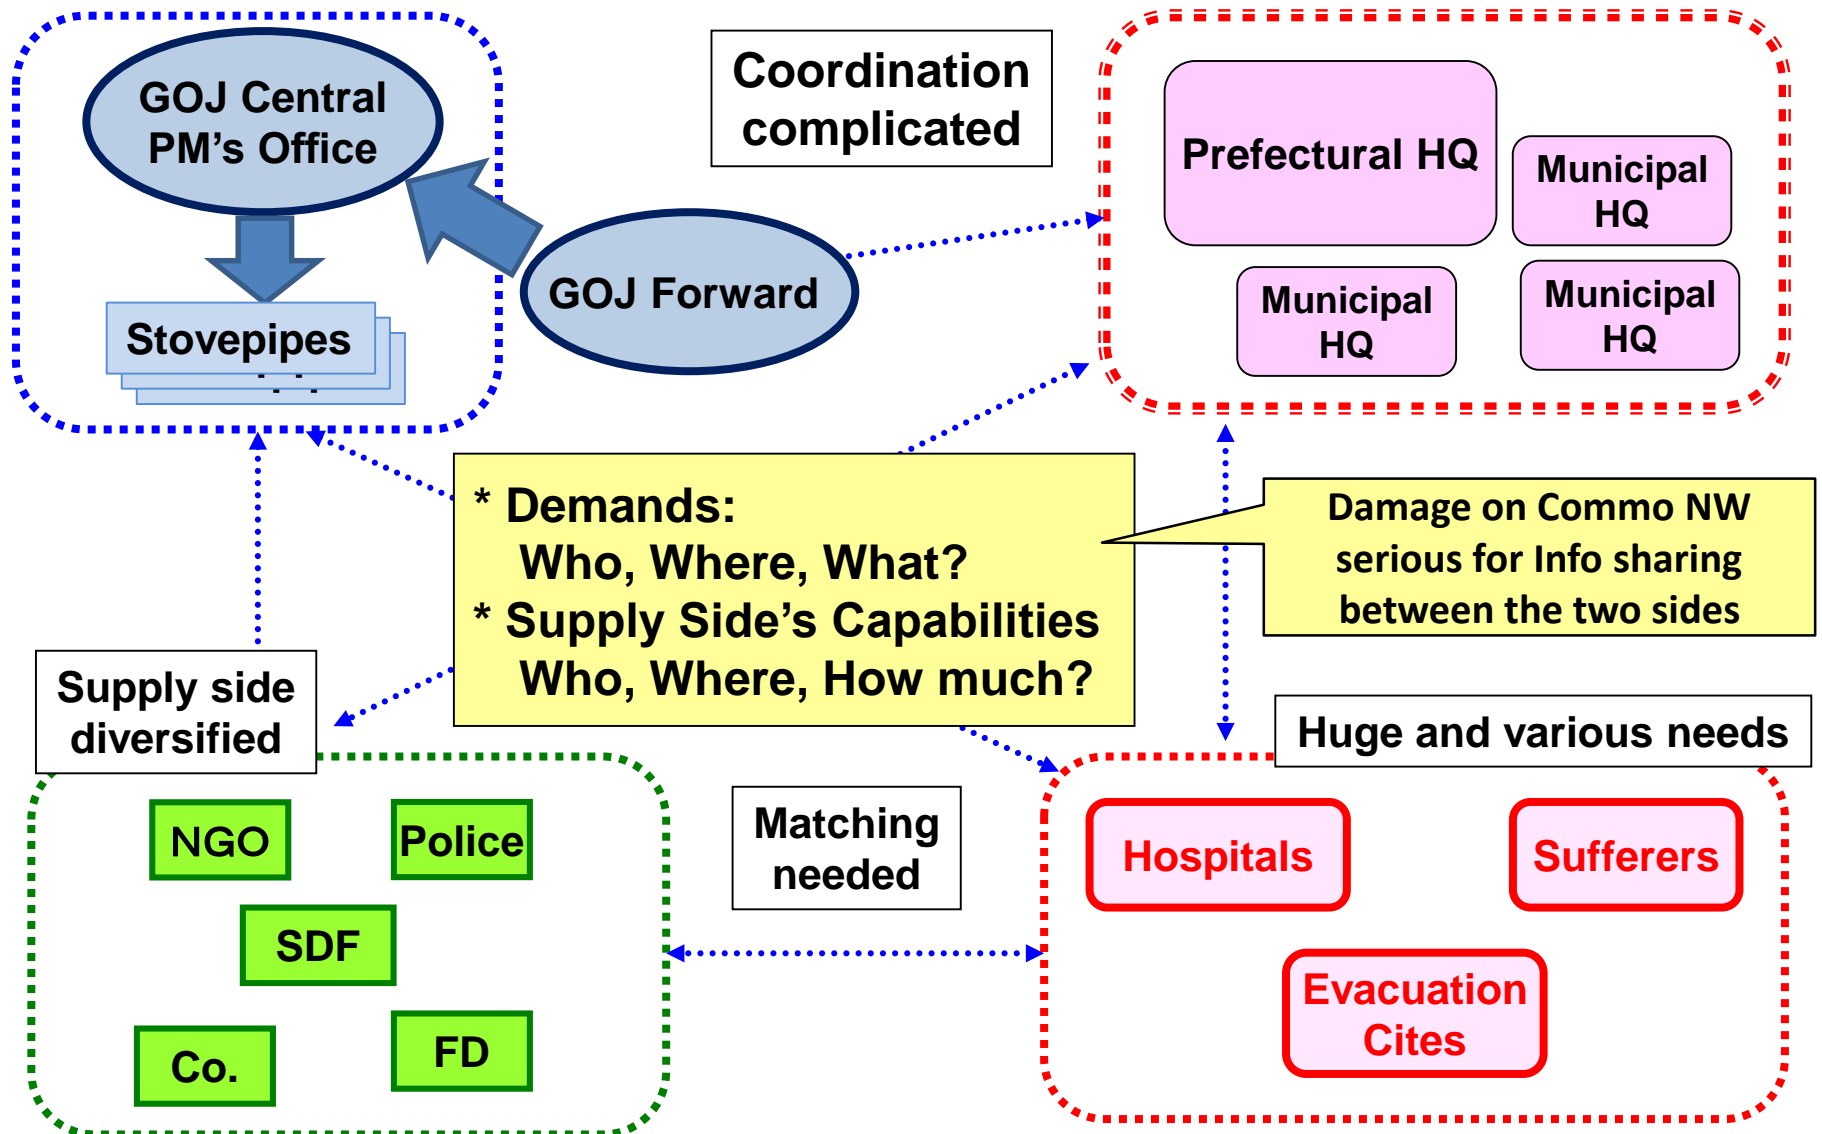 GOJ Central
PM’s Office
Stovepipes
GOJ Forward
Coordination
complicated
Prefectural HQ
Municipal
HQ
Municipal
HQ
Municipal
HQ
* Demands:
Who, Where, What?
* Supply Side’s Capabilities
Who, Where, How much?
Damage on Commo NW
serious for Info sharing
between the two sides
Supply side
diversified
NGO
Police
SDF
Co.
FD
Matching
needed
Huge and various needs
Hospitals
Sufferers
Evacuation
Cites